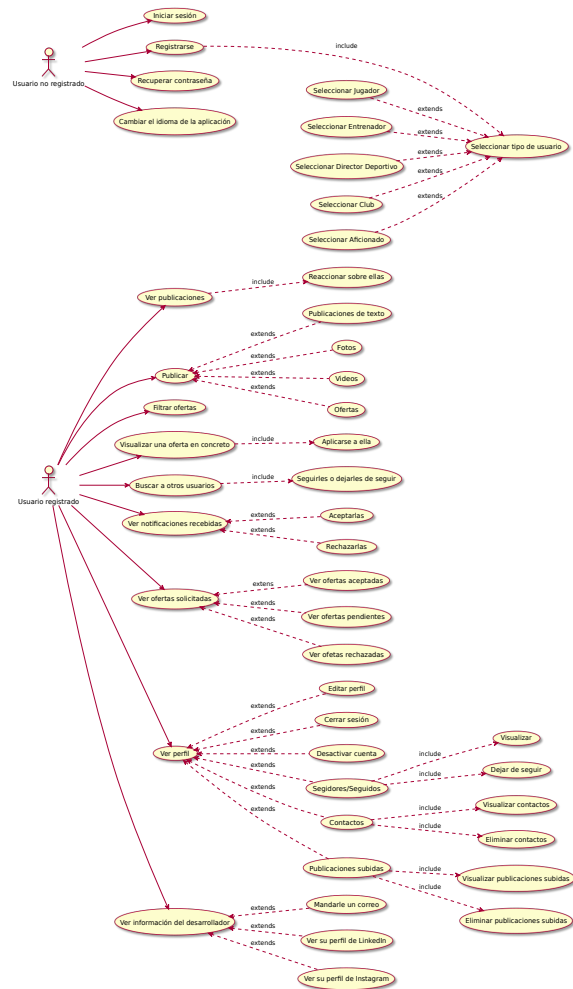 Iniciar sesión
Registrarse
include
Usuario no registrado
Recuperar contraseña
Seleccionar Jugador
extends
Cambiar el idioma de la aplicación
Seleccionar Entrenador
extends
Seleccionar tipo de usuario
extends
Seleccionar Director Deportivo
extends
Seleccionar Club
extends
Seleccionar Aficionado
Reaccionar sobre ellas
include
Ver publicaciones
Publicaciones de texto
extends
Fotos
extends
Publicar
extends
Videos
extends
Ofertas
Filtrar ofertas
Visualizar una oferta en concreto
include
Aplicarse a ella
Usuario registrado
Buscar a otros usuarios
include
Seguirles o dejarles de seguir
Ver notificaciones recebidas
extends
Aceptarlas
extends
Rechazarlas
Ver ofertas solicitadas
extens
Ver ofertas aceptadas
extends
Ver ofertas pendientes
extends
Ver ofetas rechazadas
Editar perfil
extends
Cerrar sesión
extends
Ver perfil
extends
Desactivar cuenta
extends
Segidores/Seguidos
include
Visualizar
include
Dejar de seguir
extends
Contactos
include
Visualizar contactos
include
Eliminar contactos
extends
Publicaciones subidas
include
Visualizar publicaciones subidas
include
Eliminar publicaciones subidas
Ver información del desarrollador
extends
Mandarle un correo
extends
Ver su perfil de LinkedIn
extends
Ver su perfil de Instagram